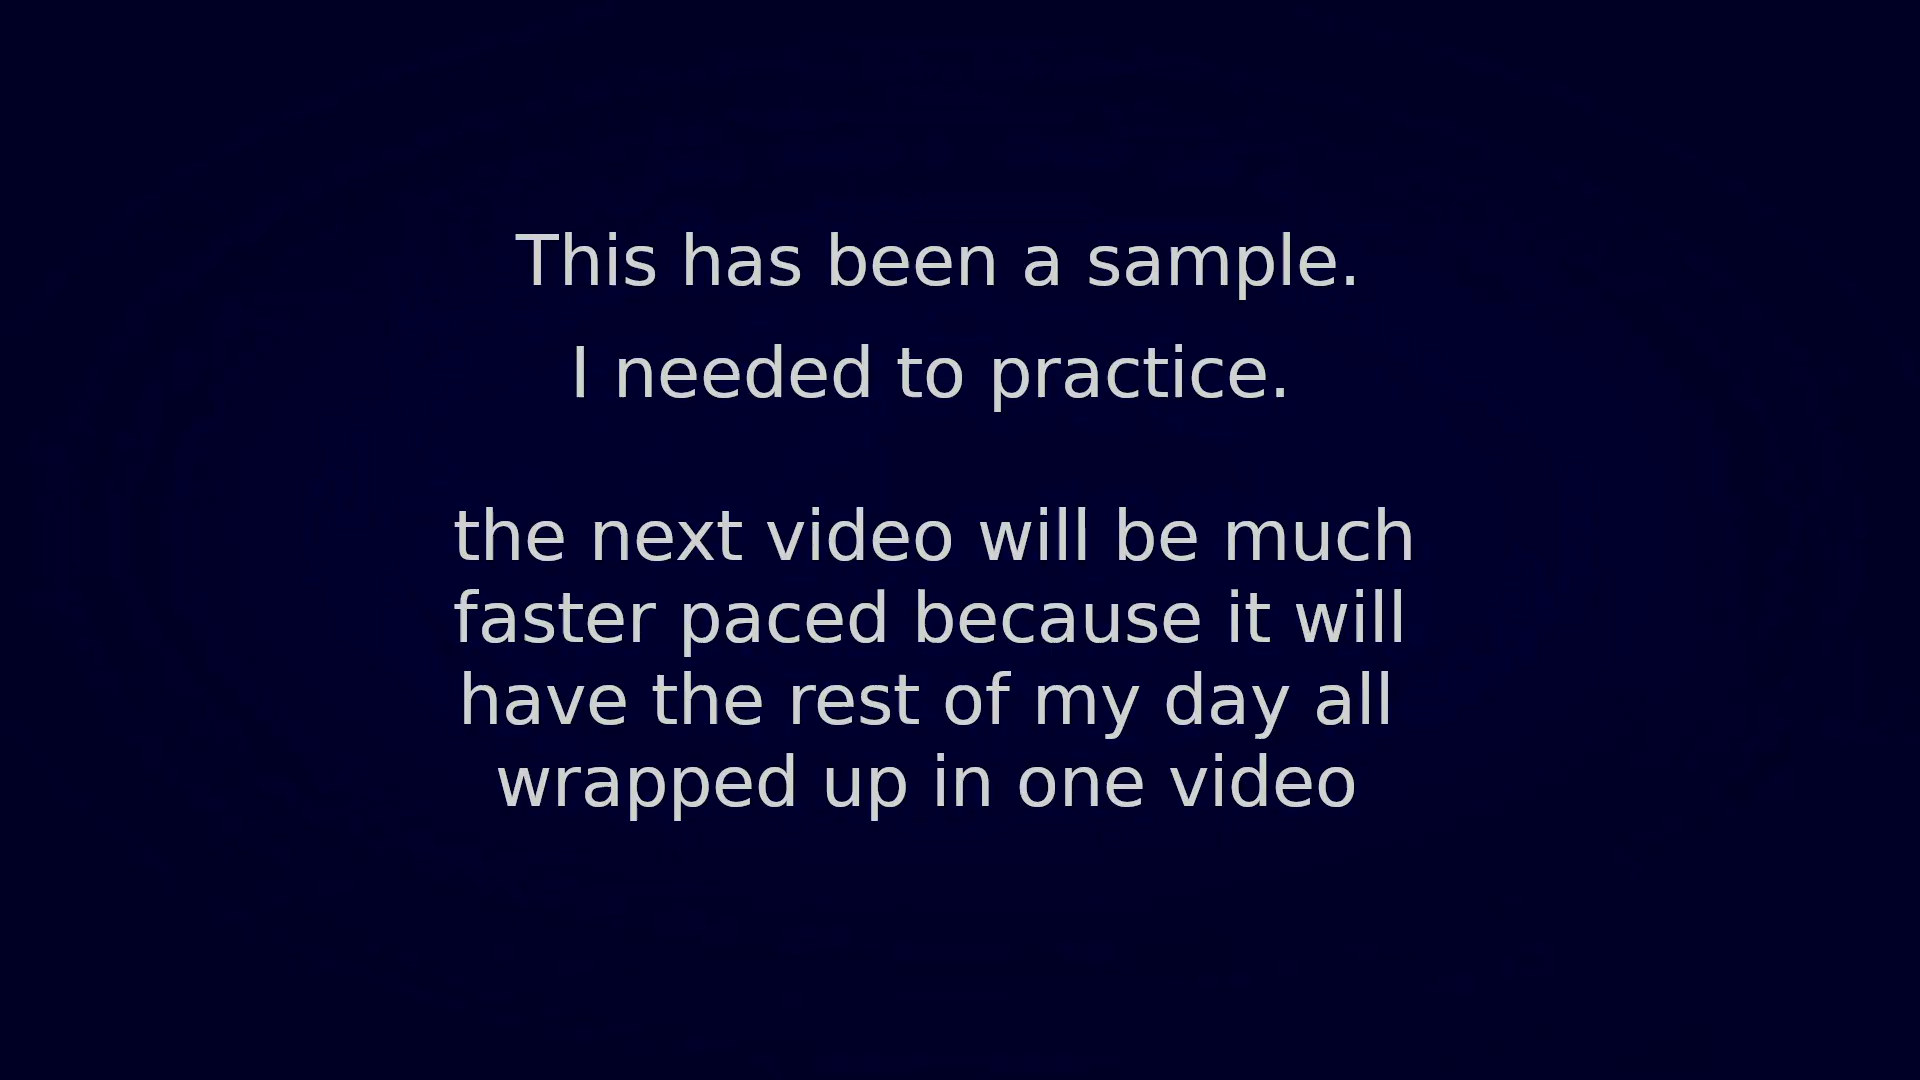 This has been a sample.
I needed to practice.
the next video will be much
faster paced because it will
have the rest of my day all
wrapped up in one video